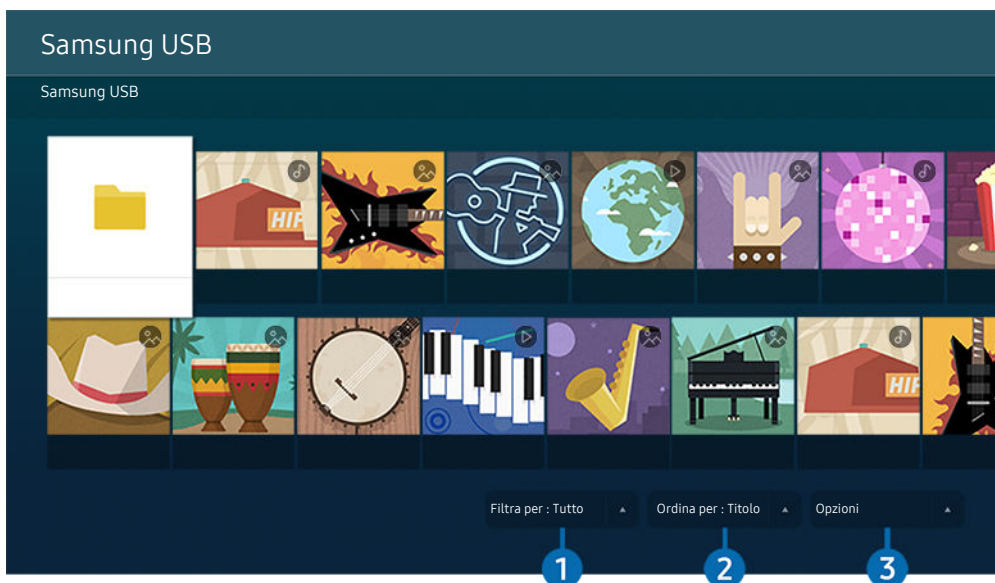 Samsung USB
Samsung USB
HIP
HIP
Filtra per : Tutto
Ordina per : Titolo
Opzioni
1
2
3